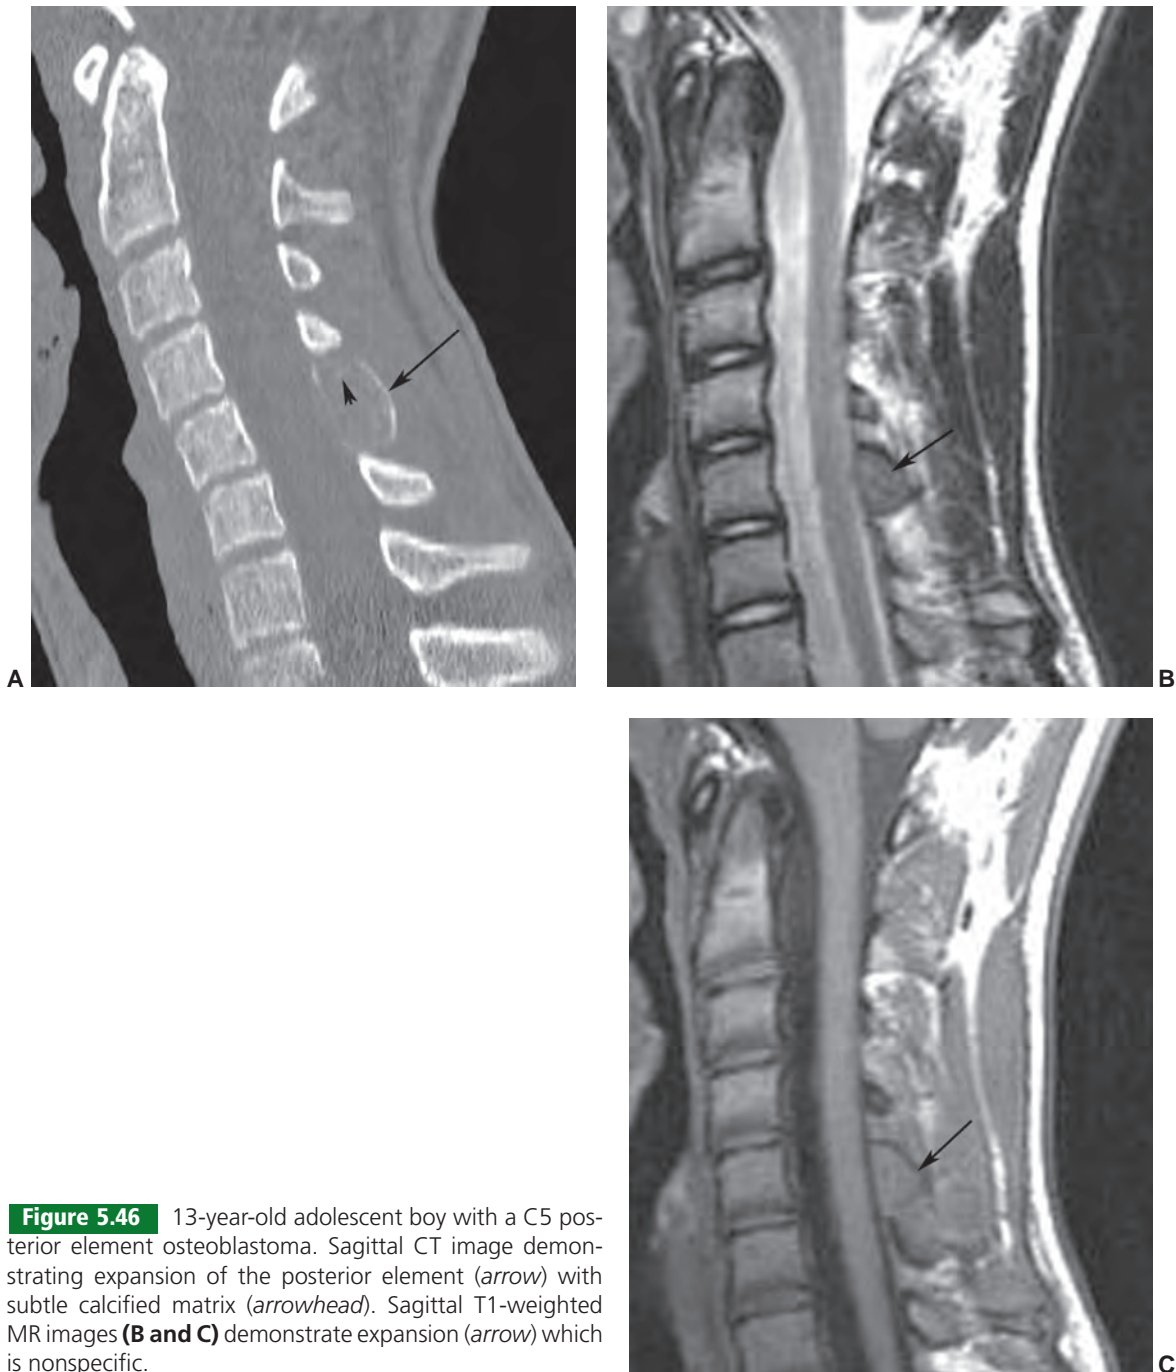 A
B
C
Figure 5.46 13-year-old adolescent boy with a C5 pos-
terior element osteoblastoma. Sagittal CT image demon-
strating expansion of the posterior element (arrow) with
subtle calcified matrix (arrowhead). Sagittal T1-weighted
MR images (B and C) demonstrate expansion (arrow) which
is nonspecific.